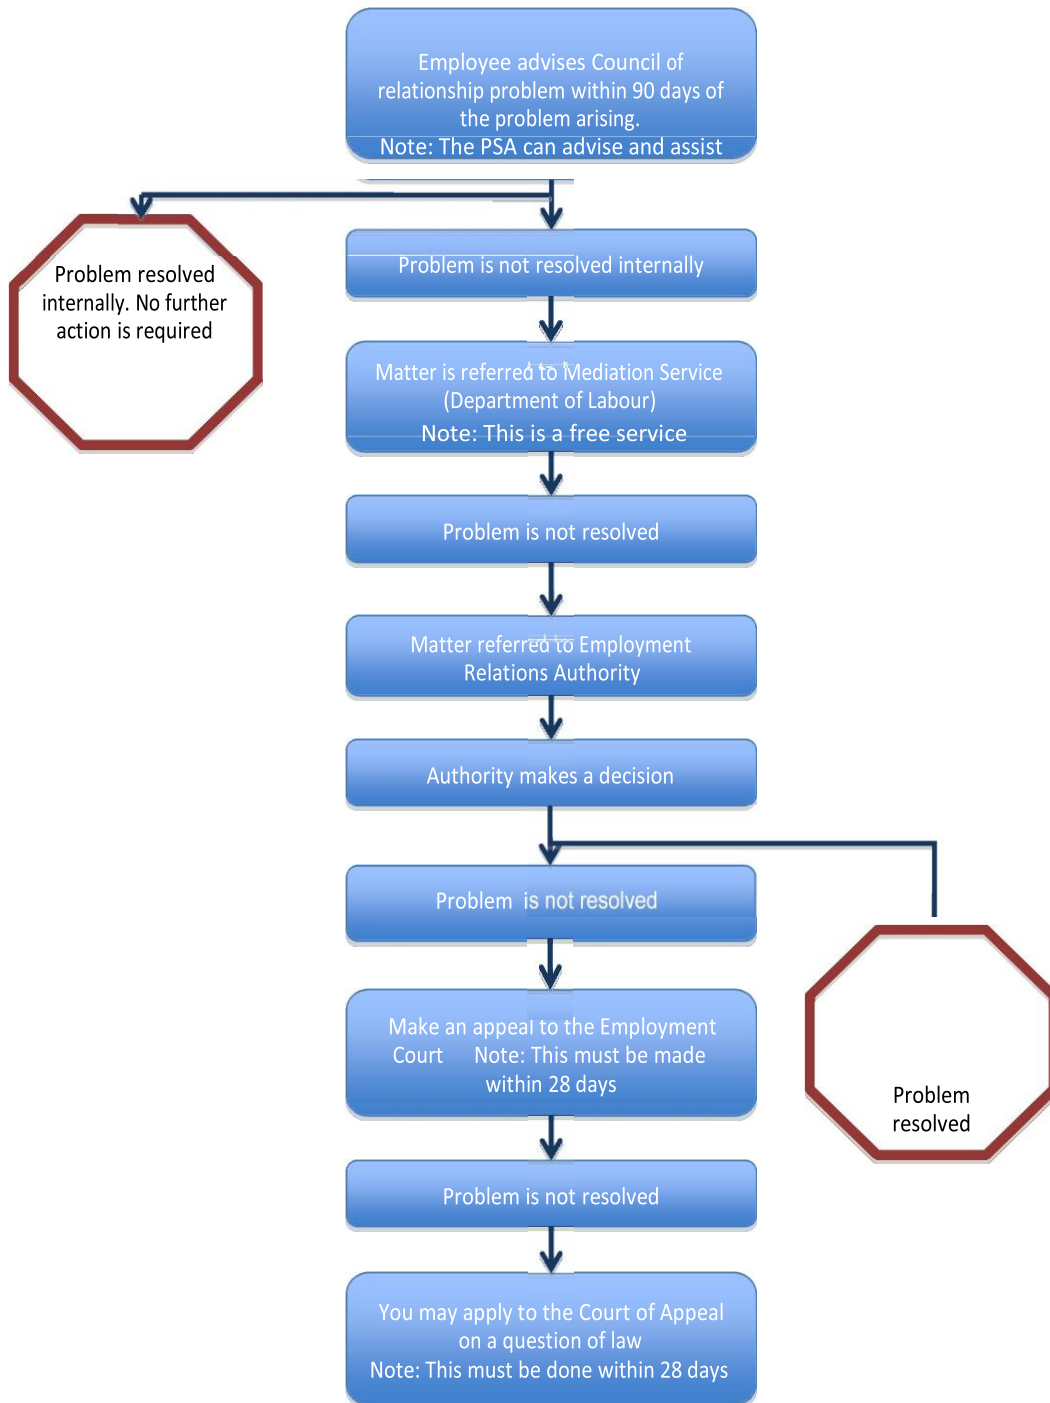 Employee advises Council of
relationship problem within 90 days of
the problem arising.
Note: The PSA can advise and assist
Problem resolved
internally. No further
action is required
Problem is not resolved internally
Matter is referred to Mediation Service
(Department of Labour)
Note: This is a free service
Problem is not resolved
Matter referred to Employment
Relations Authority
Authority makes a decision
Problem is not resolved
Make an appeal to the Employment
Court Note: This must be made
within 28 days
Problem
resolved
Problem is not resolved
You may apply to the Court of Appeal
on a question of law
Note: This must be done within 28 days